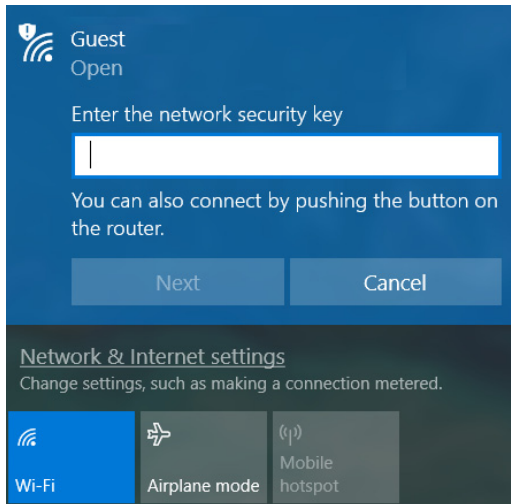 Guest
Open
Enter the network security key
You can also connect by pushing the button on
the router.
Next Cancel
Network & Internet settings
Change settings, such as making a connection metered.
Wi-Fi
Airplane mode
Mobile
hotspot